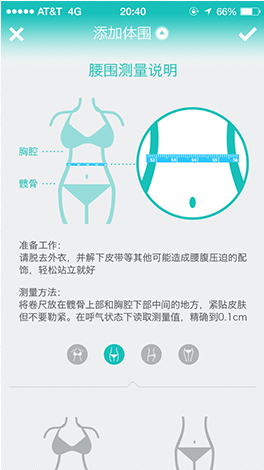 AT&T 4G 20:40 66%
添加体围
腰围测量说明
胸腔
髋骨
准备工作：
请脱去外衣，并解下皮带等其他可能造成腰腹压迫的配
饰，轻松站立就好
测量方法：
将卷尺放在髋骨上部和胸腔下部中间的地方，紧贴皮肤
但不要勒紧。在呼气状态下读取测量值，精确到0.1cm